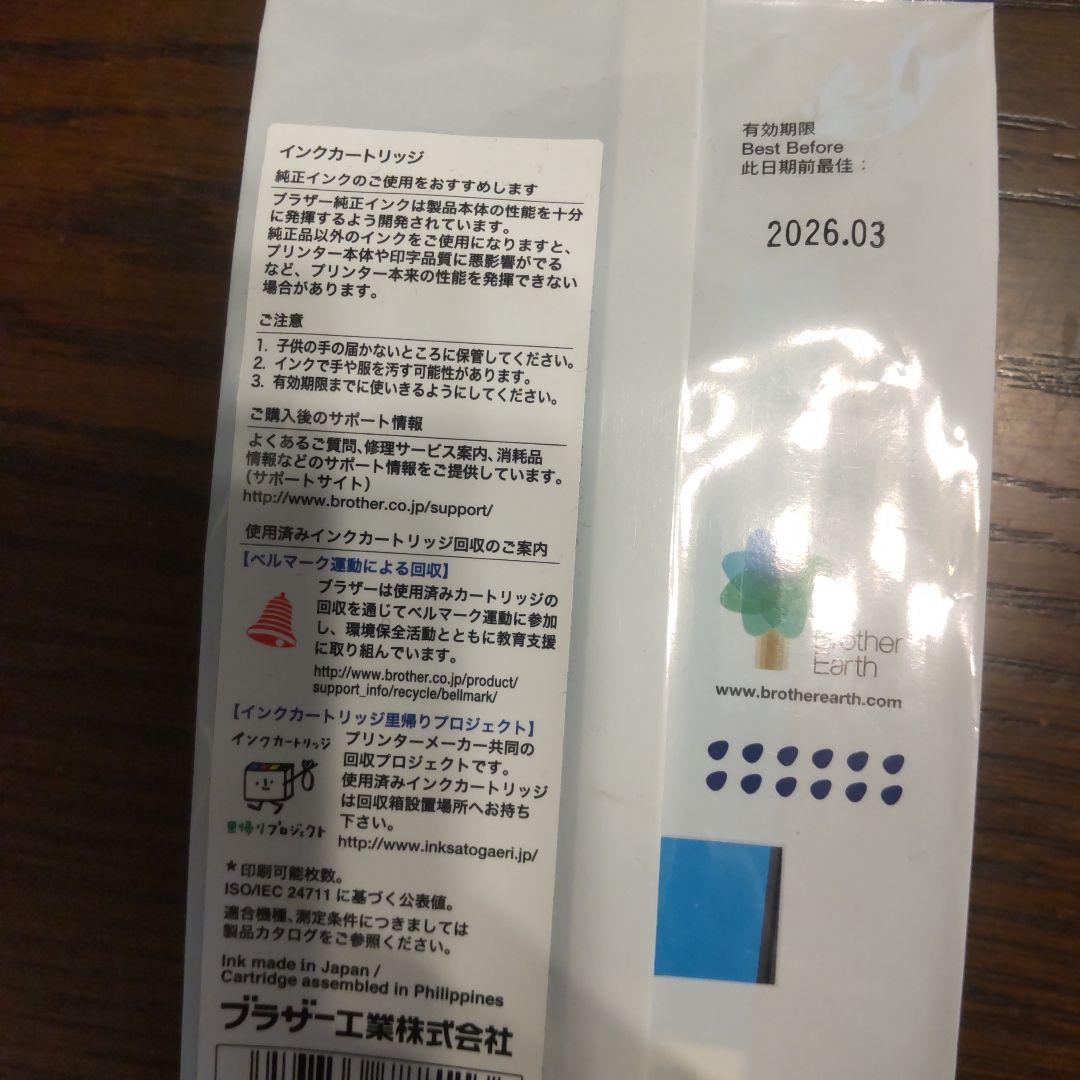 インクカートリッジ
純正インクのご使用をおすすめします
ブラザー純正インクは製品本体の性能を十分
に発揮するよう開発されています。
純正品以外のインクをご使用になりますと、
プリンター本体や印字品質に悪影響がでる
など、プリンター本来の性能を発揮できない
場合があります。
ご注意
1. 子供の手の届かないところに保管してください。
2. インクで手や服を汚す可能性があります。
3. 有効期限までに使いきるようにしてください。
ご購入後のサポート情報
よくあるご質問、修理サービス案内、消耗品
情報などのサポート情報をご提供しています。
(サポートサイト)
http://www.brother.co.jp/support/
使用済みインクカートリッジ回収のご案内
【ベルマーク運動による回収】
ブラザーは使用済みカートリッジの
回収を通じてベルマーク運動に参加
し、環境保全活動とともに教育支援
に取り組んでいます。
http://www.brother.co.jp/product/
support_info/recycle/bellmark/
【インクカートリッジ里帰りプロジェクト】
インクカートリッジ
里帰りプロジェクト
プリンターメーカー共同の
回収プロジェクトです。
使用済みインクカートリッジ
は回収箱設置場所へお持ち
下さい。
http://www.inksatogaeri.jp/
*印刷可能枚数。
ISO/IEC 24711 に基づく公表値。
適合機種、測定条件につきましては
製品カタログをご参照ください。
Ink made in Japan /
Cartridge assembled in Philippines
ブラザー工業株式会社
有効期限
Best Before
此日期前最佳：
2026.03
Brother
Earth
www.brotherearth.com